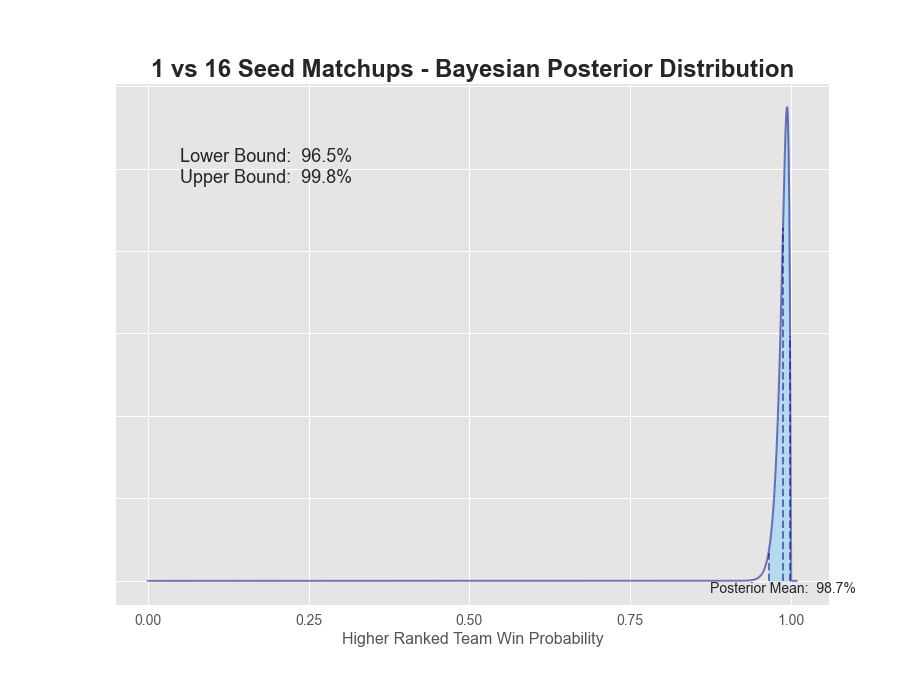 1 vs 16 Seed Matchups - Bayesian Posterior Distribution
Lower Bound:  96.5%
Upper Bound:  99.8%
Posterior Mean:  98.7%
0.00 0.25 0.50 0.75 1.00
Higher Ranked Team Win Probability